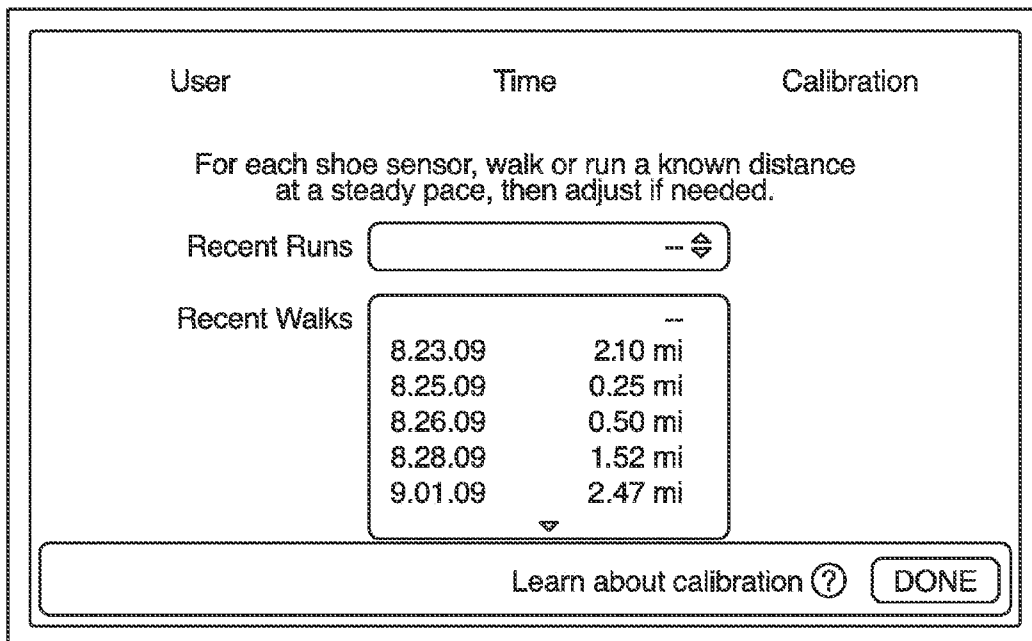 User Time Calibration
For each shoe sensor, walk or run a known distance
at a steady pace, then adjust if needed.
Recent Runs --
Recent Walks --
8.23.09 2.10 mi
8.25.09 0.25 mi
8.26.09 0.50 mi
8.28.09 1.52 mi
9.01.09 2.47 mi
Learn about calibration ? DONE